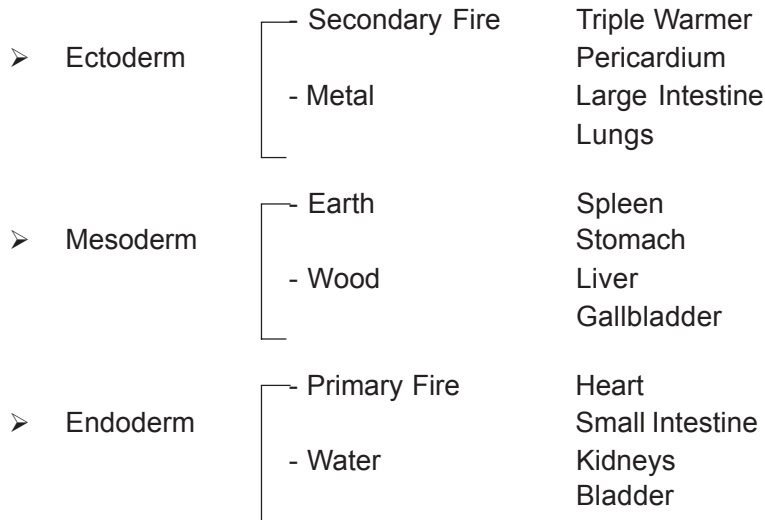 - Secondary Fire Triple Warmer
➢ Ectoderm Pericardium
- Metal Large Intestine
Lungs
- Earth Spleen
➢ Mesoderm Stomach
- Wood Liver
Gallbladder
- Primary Fire Heart
➢ Endoderm Small Intestine
- Water Kidneys
Bladder